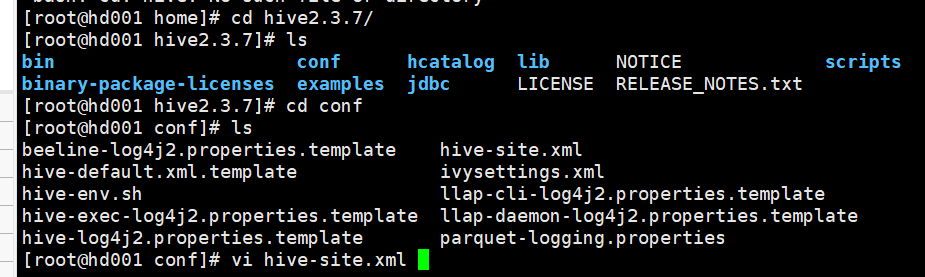 [root@hd001 home]# cd hive2.3.7/
[root@hd001 hive2.3.7]# ls
bin conf hcatalog lib NOTICE scripts
binary-package-licenses examples jdbc LICENSE RELEASE_NOTES.txt
[root@hd001 hive2.3.7]# cd conf
[root@hd001 conf]# ls
beeline-log4j2.properties.template hive-site.xml
hive-default.xml.template ivysettings.xml
hive-env.sh llap-cli-log4j2.properties.template
hive-exec-log4j2.properties.template llap-daemon-log4j2.properties.template
hive-log4j2.properties.template parquet-logging.properties
[root@hd001 conf]# vi hive-site.xml